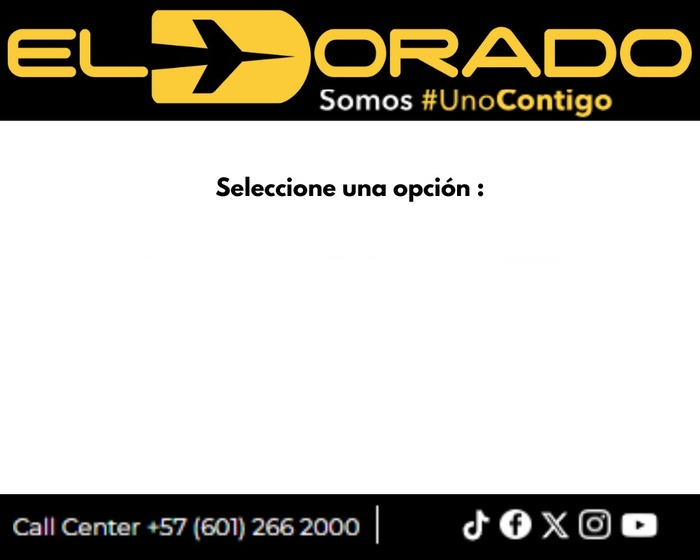 EL DORADO
Somos #UnoContigo
Seleccione una opción :
Call Center +57 (601) 266 2000